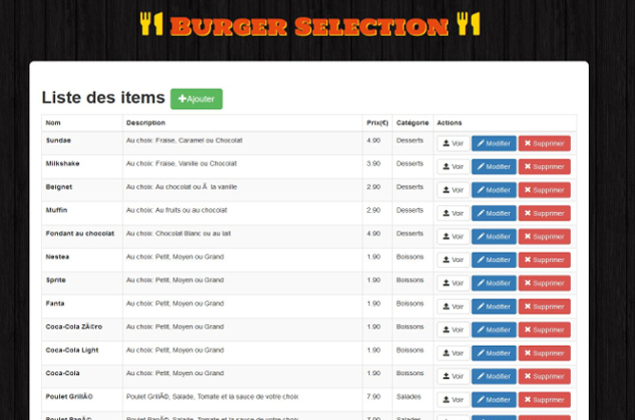 Burger Selection
Liste des items Ajouter
Nom Description Prix(€) Catégorie Actions
Sundae Au choix: Fraise, Caramel ou Chocolat 4.90 Desserts Voir Modifier Supprimer
Milkshake Au choix: Fraise, Vanille ou Chocolat 3.90 Desserts Voir Modifier Supprimer
Beignet Au choix: Au chocolat ou Ã la vanille 2.90 Desserts Voir Modifier Supprimer
Muffin Au choix: Au fruits ou au chocolat 2.90 Desserts Voir Modifier Supprimer
Fondant au chocolat Au choix: Chocolat Blanc ou au lait 4.90 Desserts Voir Modifier Supprimer
Nestea Au choix: Petit, Moyen ou Grand 1.90 Boissons Voir Modifier Supprimer
Sprite Au choix: Petit, Moyen ou Grand 1.90 Boissons Voir Modifier Supprimer
Fanta Au choix: Petit, Moyen ou Grand 1.90 Boissons Voir Modifier Supprimer
Coca-Cola ZÃ©ro Au choix: Petit, Moyen ou Grand 1.90 Boissons Voir Modifier Supprimer
Coca-Cola Light Au choix: Petit, Moyen ou Grand 1.90 Boissons Voir Modifier Supprimer
Coca-Cola Au choix: Petit, Moyen ou Grand 1.90 Boissons Voir Modifier Supprimer
Poulet GrillÃ© Poulet GrillÃ©, Salade, Tomate et la sauce de votre choix 7.90 Salades Voir Modifier Supprimer
Poulet PanÃ© Poulet PanÃ©, Salade, Tomate et la sauce de votre choix 7.90 Salades